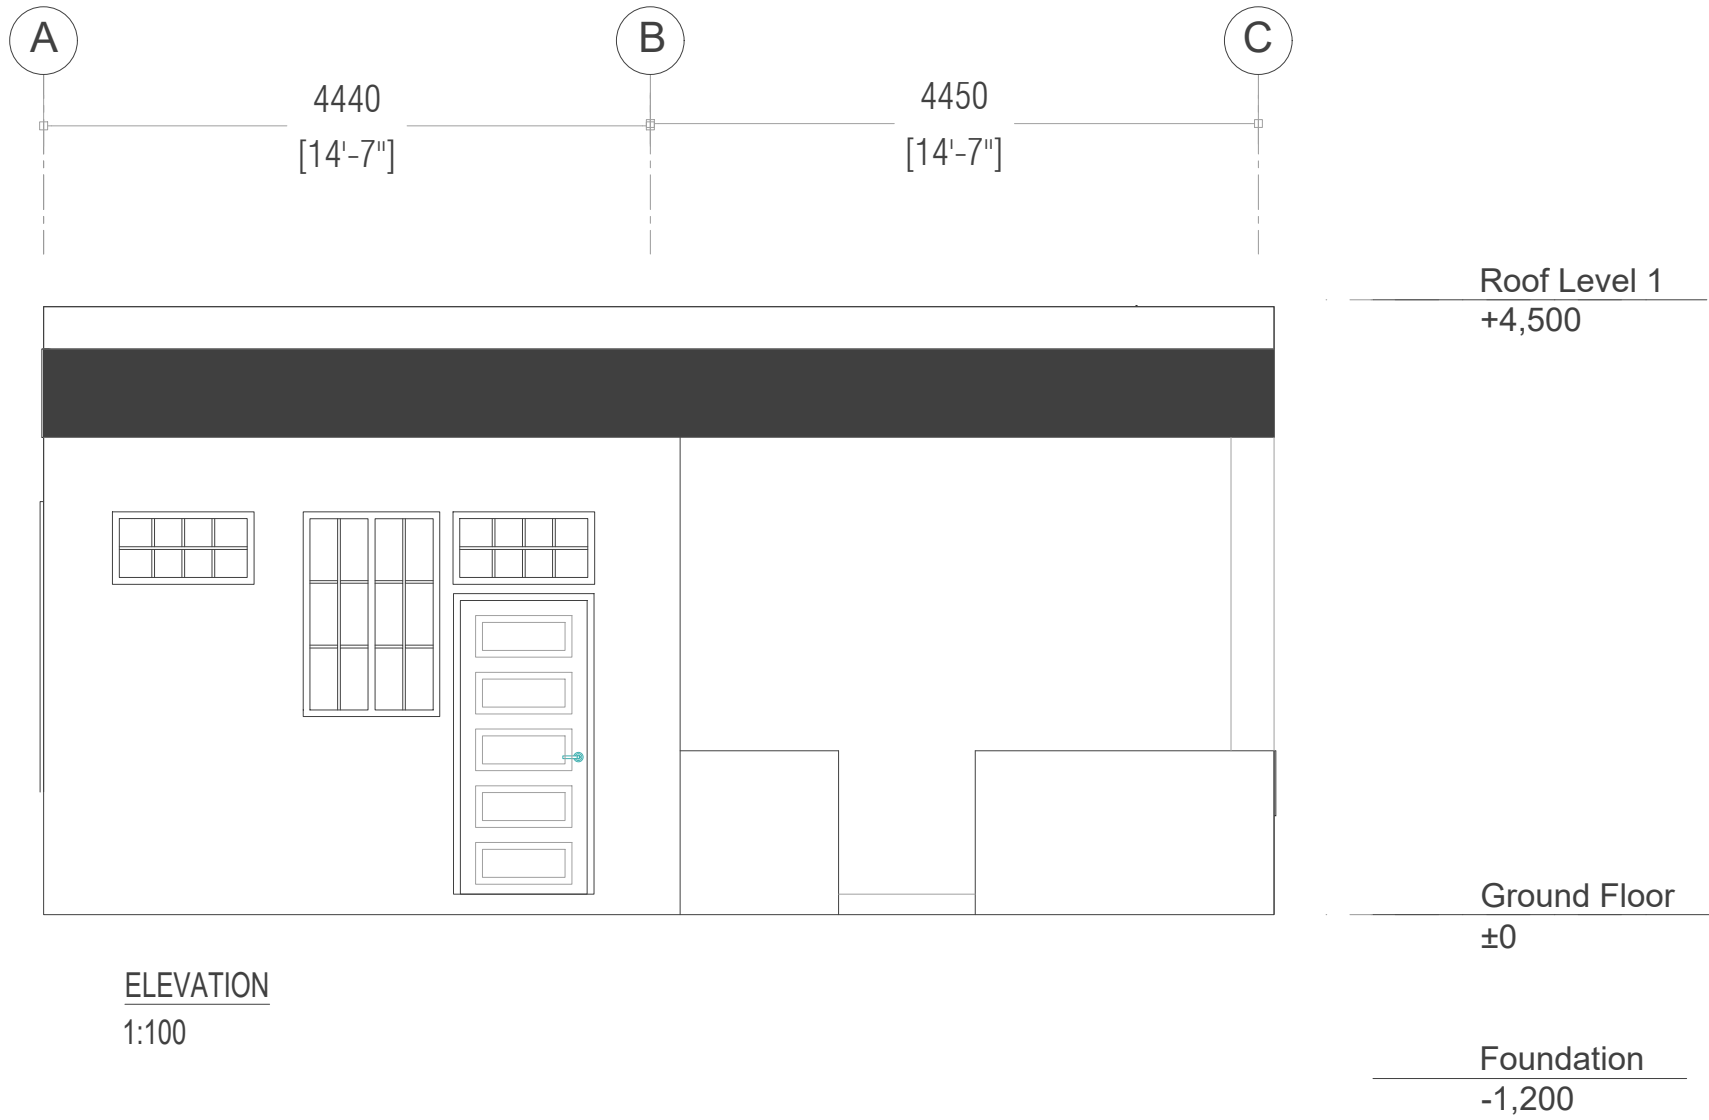 A
B
C
4440
[14'-7"]
4450
[14'-7"]
Roof Level 1
+4,500
Ground Floor
±0
ELEVATION
1:100
Foundation
-1,200